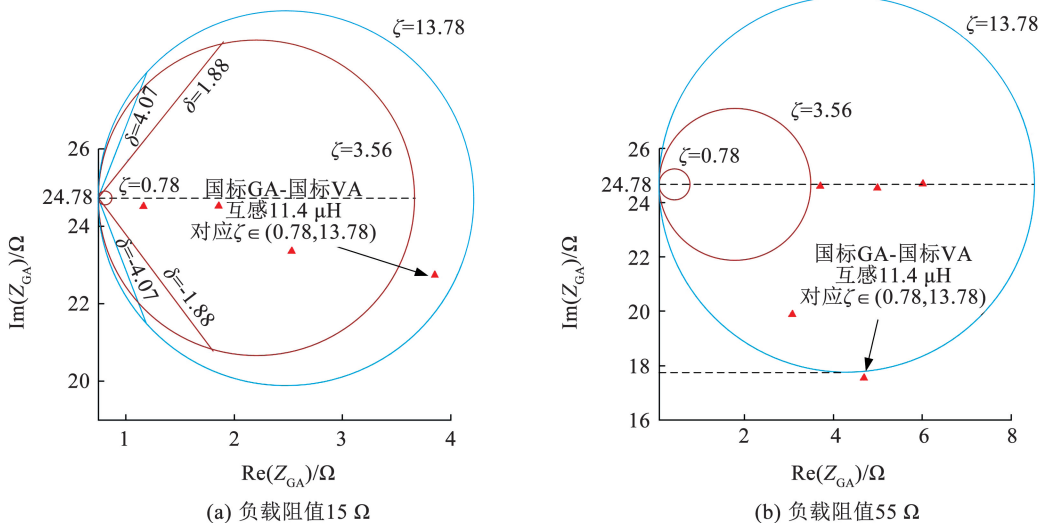 ζ=13.78
δ=4.07
δ=1.88
ζ=3.56
26
24.78
24
22
20
ζ=0.78
国标GA-国标VA
互感11.4 μH
对应ζ∈(0.78,13.78)
δ=-4.07
δ=-1.88
Im(Z_GA)/Ω
1
2
3
4
Re(Z_GA)/Ω
(a) 负载阻值15 Ω
ζ=13.78
ζ=3.56
ζ=0.78
26
24.78
24
22
20
18
17.8
16
国标GA-国标VA
互感11.4 μH
对应ζ∈(0.78,13.78)
Im(Z_GA)/Ω
2
4
6
8
Re(Z_GA)/Ω
(b) 负载阻值55 Ω